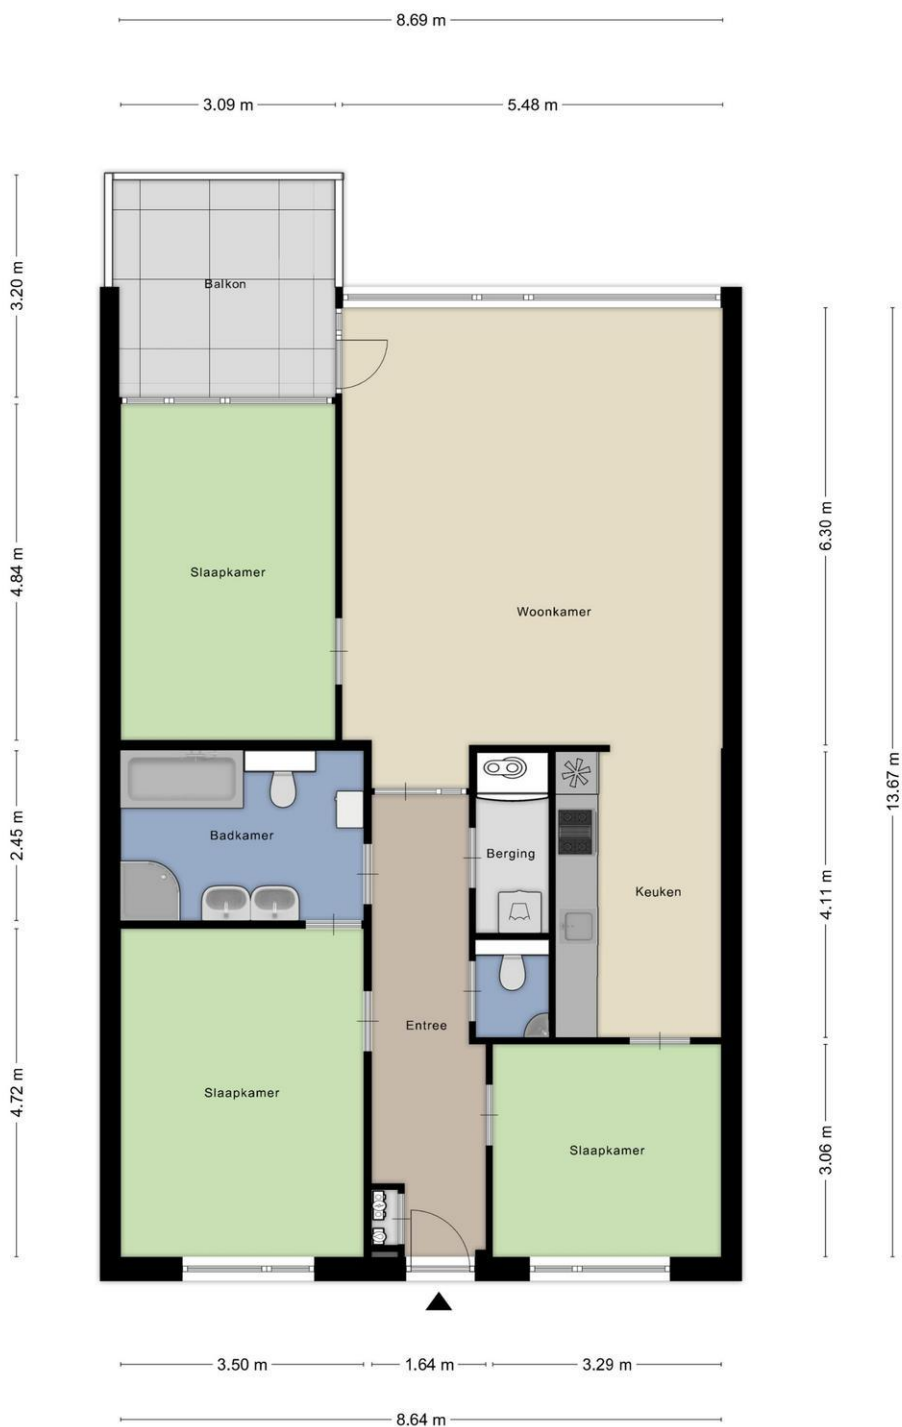 8.69 m
3.09 m
5.48 m
3.20 m
Balkon
6.30 m
4.84 m
Slaapkamer
Woonkamer
13.67 m
2.45 m
Badkamer
Berging
Keuken
4.11 m
Entree
4.72 m
Slaapkamer
Slaapkamer
3.06 m
3.50 m
1.64 m
3.29 m
8.64 m